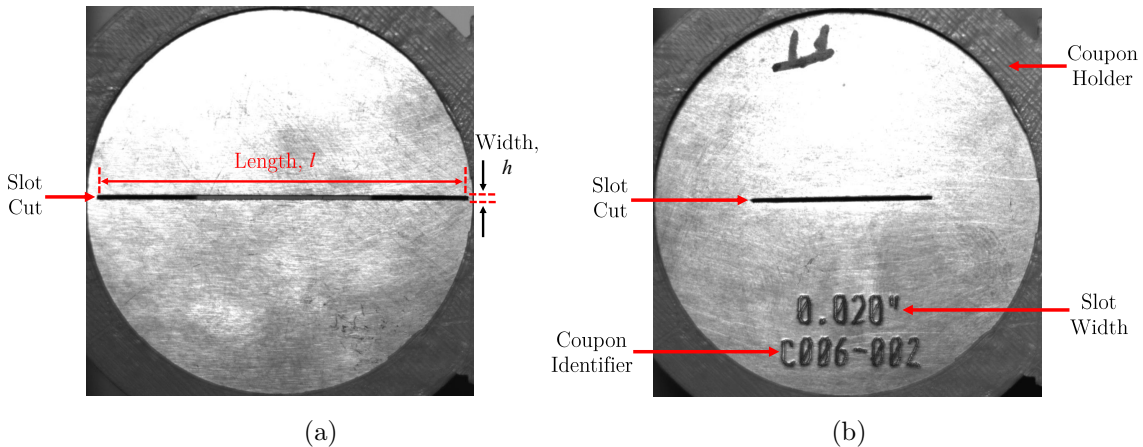 Length, l
Width,
h
Slot
Cut
(a)
Coupon
Holder
Slot
Cut
0.020"
C006-002
Slot
Width
Coupon
Identifier
(b)